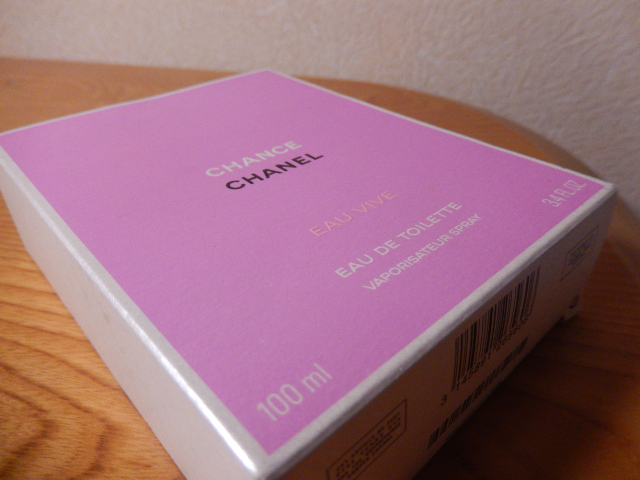 CHANCE
CHANEL
EAU VIVE
EAU DE TOILETTE
VAPORISATEUR SPRAY
100 ml
3.4 FL.OZ.